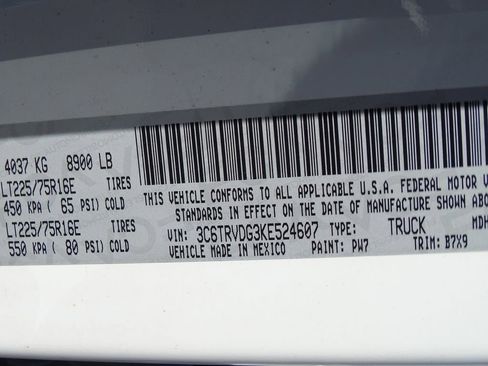 4037 KG 8900 LB
LT225/75R16E TIRES
450 KPA ( 65 PSI) COLD
LT225/75R16E TIRES
550 KPA ( 80 PSI) COLD
THIS VEHICLE CONFORMS TO ALL APPLICABLE U.S.A. FEDERAL MOTOR
STANDARDS IN EFFECT ON THE DATE OF MANUFACTURE SHOWN
VIN: 3C6TRVDG3KE524607 TYPE: TRUCK MDH
VEHICLE MADE IN MEXICO PAINT: PW7 TRIM: B7X9